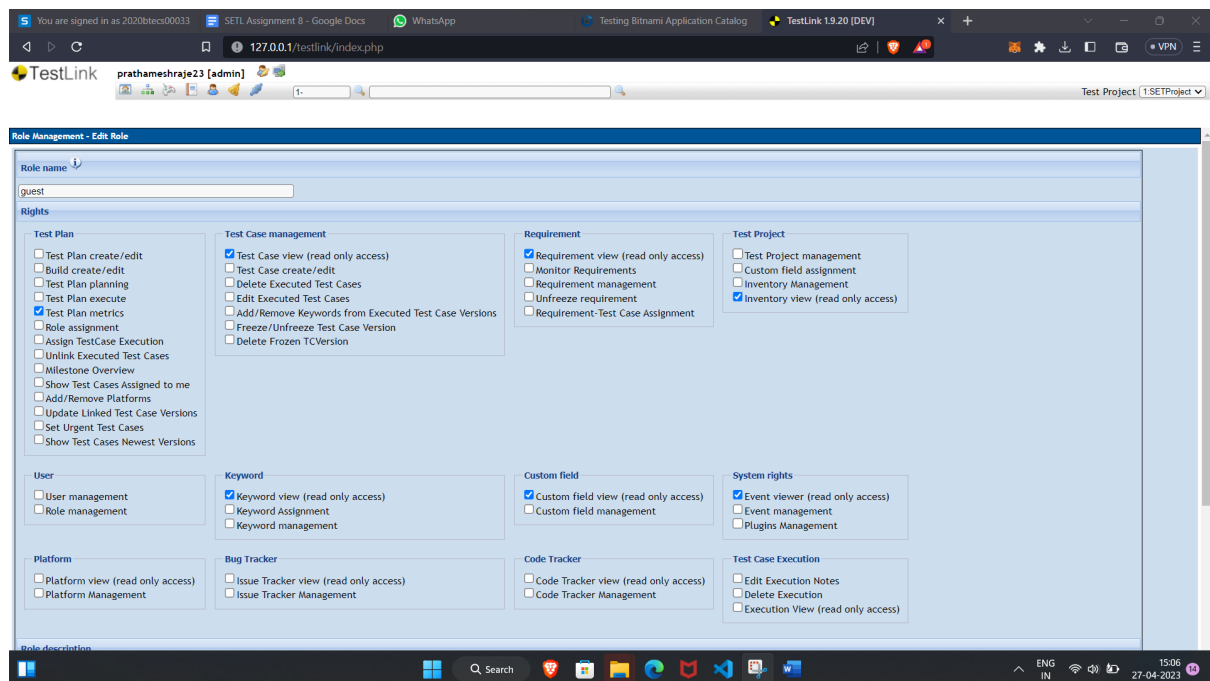 You are signed in as 2020btecs00033
SETL Assignment 8 - Google Docs
WhatsApp
Testing Bitnami Application Catalog
TestLink 1.9.20 [DEV]
127.0.0.1/testlink/index.php
VPN
TestLink
prathameshraje23 [admin]
1-
Test Project 1:SETProject
Role Management - Edit Role
Role name
guest
Rights
Test Plan
Test Plan create/edit
Build create/edit
Test Plan planning
Test Plan execute
Test Plan metrics
Role assignment
Assign TestCase Execution
Unlink Executed Test Cases
Milestone Overview
Show Test Cases Assigned to me
Add/Remove Platforms
Update Linked Test Case Versions
Set Urgent Test Cases
Show Test Cases Newest Versions
Test Case management
Test Case view (read only access)
Test Case create/edit
Delete Executed Test Cases
Edit Executed Test Cases
Add/Remove Keywords from Executed Test Case Versions
Freeze/Unfreeze Test Case Version
Delete Frozen TCVersion
Requirement
Requirement view (read only access)
Monitor Requirements
Requirement management
Unfreeze requirement
Requirement-Test Case Assignment
Test Project
Test Project management
Custom field assignment
Inventory Management
Inventory view (read only access)
User
User management
Role management
Keyword
Keyword view (read only access)
Keyword Assignment
Keyword management
Custom field
Custom field view (read only access)
Custom field management
System rights
Event viewer (read only access)
Event management
Plugins Management
Platform
Platform view (read only access)
Platform Management
Bug Tracker
Issue Tracker view (read only access)
Issue Tracker Management
Code Tracker
Code Tracker view (read only access)
Code Tracker Management
Test Case Execution
Edit Execution Notes
Delete Execution
Execution View (read only access)
Role description
Search
ENG
IN
15:06
27-04-2023
14